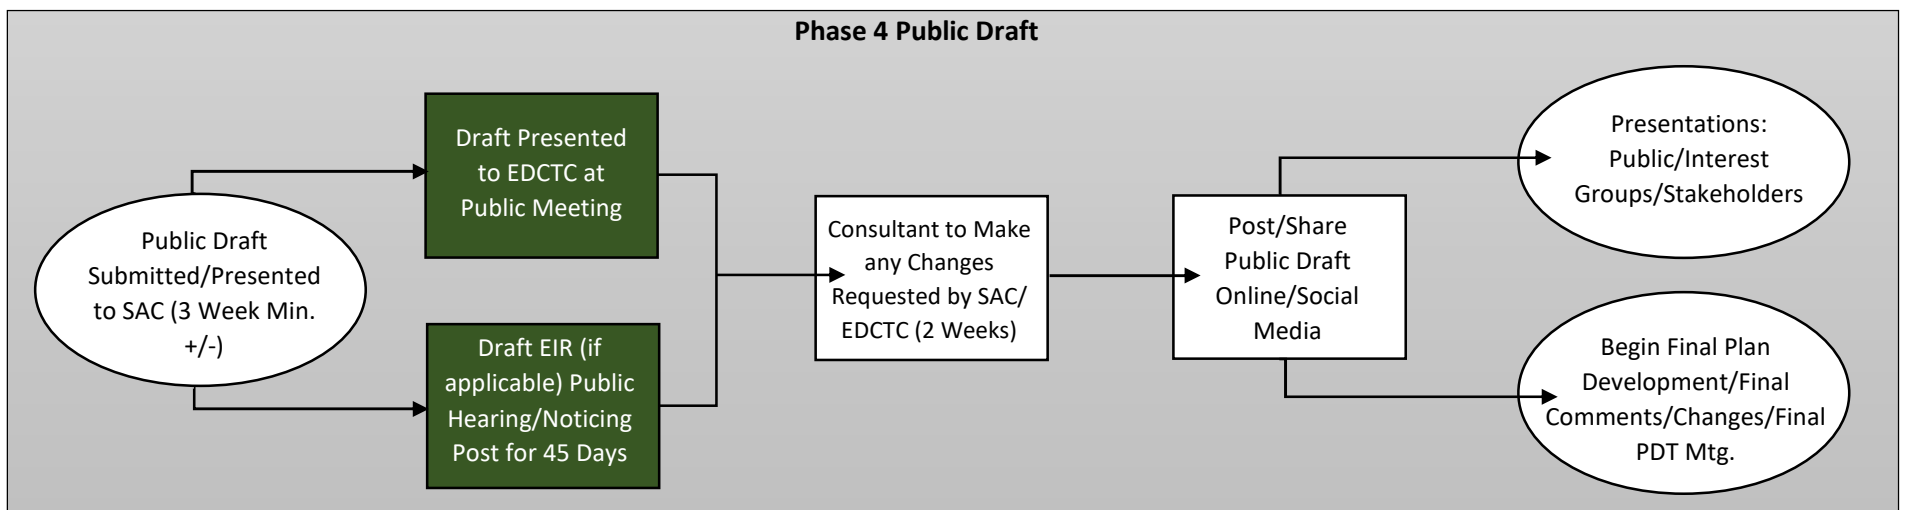 Phase 4 Public Draft
Public Draft
Submitted/Presented
to SAC (3 Week Min.
+/-)
Draft Presented
to EDCTC at
Public Meeting
Draft EIR (if
applicable) Public
Hearing/Noticing
Post for 45 Days
Consultant to Make
any Changes
Requested by SAC/
EDCTC (2 Weeks)
Post/Share
Public Draft
Online/Social
Media
Presentations:
Public/Interest
Groups/Stakeholders
Begin Final Plan
Development/Final
Comments/Changes/Final
PDT Mtg.